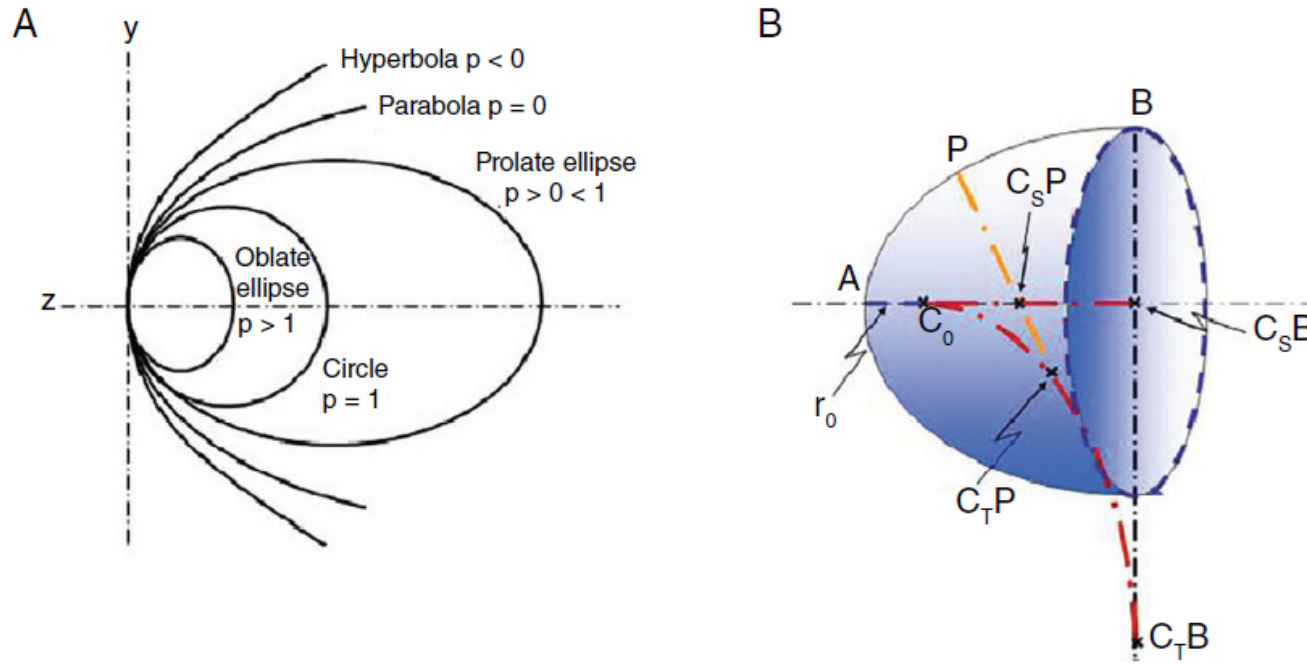 A
y
Hyperbola p < 0
Parabola p = 0
Prolate ellipse
p > 0 < 1
Oblate
ellipse
p > 1
z
Circle
p = 1
B
B
P
CSP
A
C0
CSB
r0
CTP
CTB